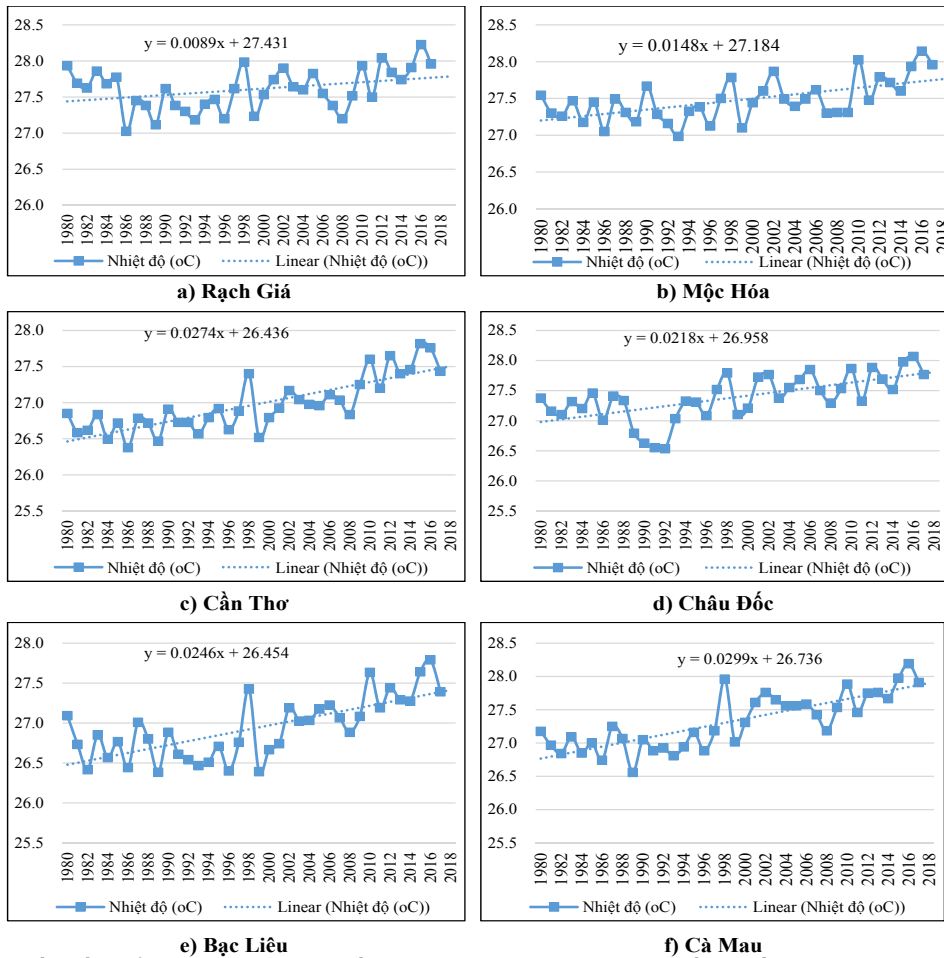 28.5
28.0
27.5
27.0
26.5
26.0
y = 0.0089x + 27.431
1980 1982 1984 1986 1988 1990 1992 1994 1996 1998 2000 2002 2004 2006 2008 2010 2012 2014 2016 2018
Nhiệt độ (oC) Linear (Nhiệt độ (oC))
a) Rạch Giá
28.5
28.0
27.5
27.0
26.5
26.0
y = 0.0148x + 27.184
1980 1982 1984 1986 1988 1990 1992 1994 1996 1998 2000 2002 2004 2006 2008 2010 2012 2014 2016 2018
Nhiệt độ (oC) Linear (Nhiệt độ (oC))
b) Mộc Hóa
28.0
27.5
27.0
26.5
26.0
25.5
y = 0.0274x + 26.436
1980 1982 1984 1986 1988 1990 1992 1994 1996 1998 2000 2002 2004 2006 2008 2010 2012 2014 2016 2018
Nhiệt độ (oC) Linear (Nhiệt độ (oC))
c) Cần Thơ
28.5
28.0
27.5
27.0
26.5
26.0
25.5
y = 0.0218x + 26.958
1980 1982 1984 1986 1988 1990 1992 1994 1996 1998 2000 2002 2004 2006 2008 2010 2012 2014 2016 2018
Nhiệt độ (oC) Linear (Nhiệt độ (oC))
d) Châu Đốc
28.0
27.5
27.0
26.5
26.0
25.5
y = 0.0246x + 26.454
1980 1982 1984 1986 1988 1990 1992 1994 1996 1998 2000 2002 2004 2006 2008 2010 2012 2014 2016 2018
Nhiệt độ (oC) Linear (Nhiệt độ (oC))
e) Bạc Liêu
28.5
28.0
27.5
27.0
26.5
26.0
25.5
y = 0.0299x + 26.736
1980 1982 1984 1986 1988 1990 1992 1994 1996 1998 2000 2002 2004 2006 2008 2010 2012 2014 2016 2018
Nhiệt độ (oC) Linear (Nhiệt độ (oC))
f) Cà Mau